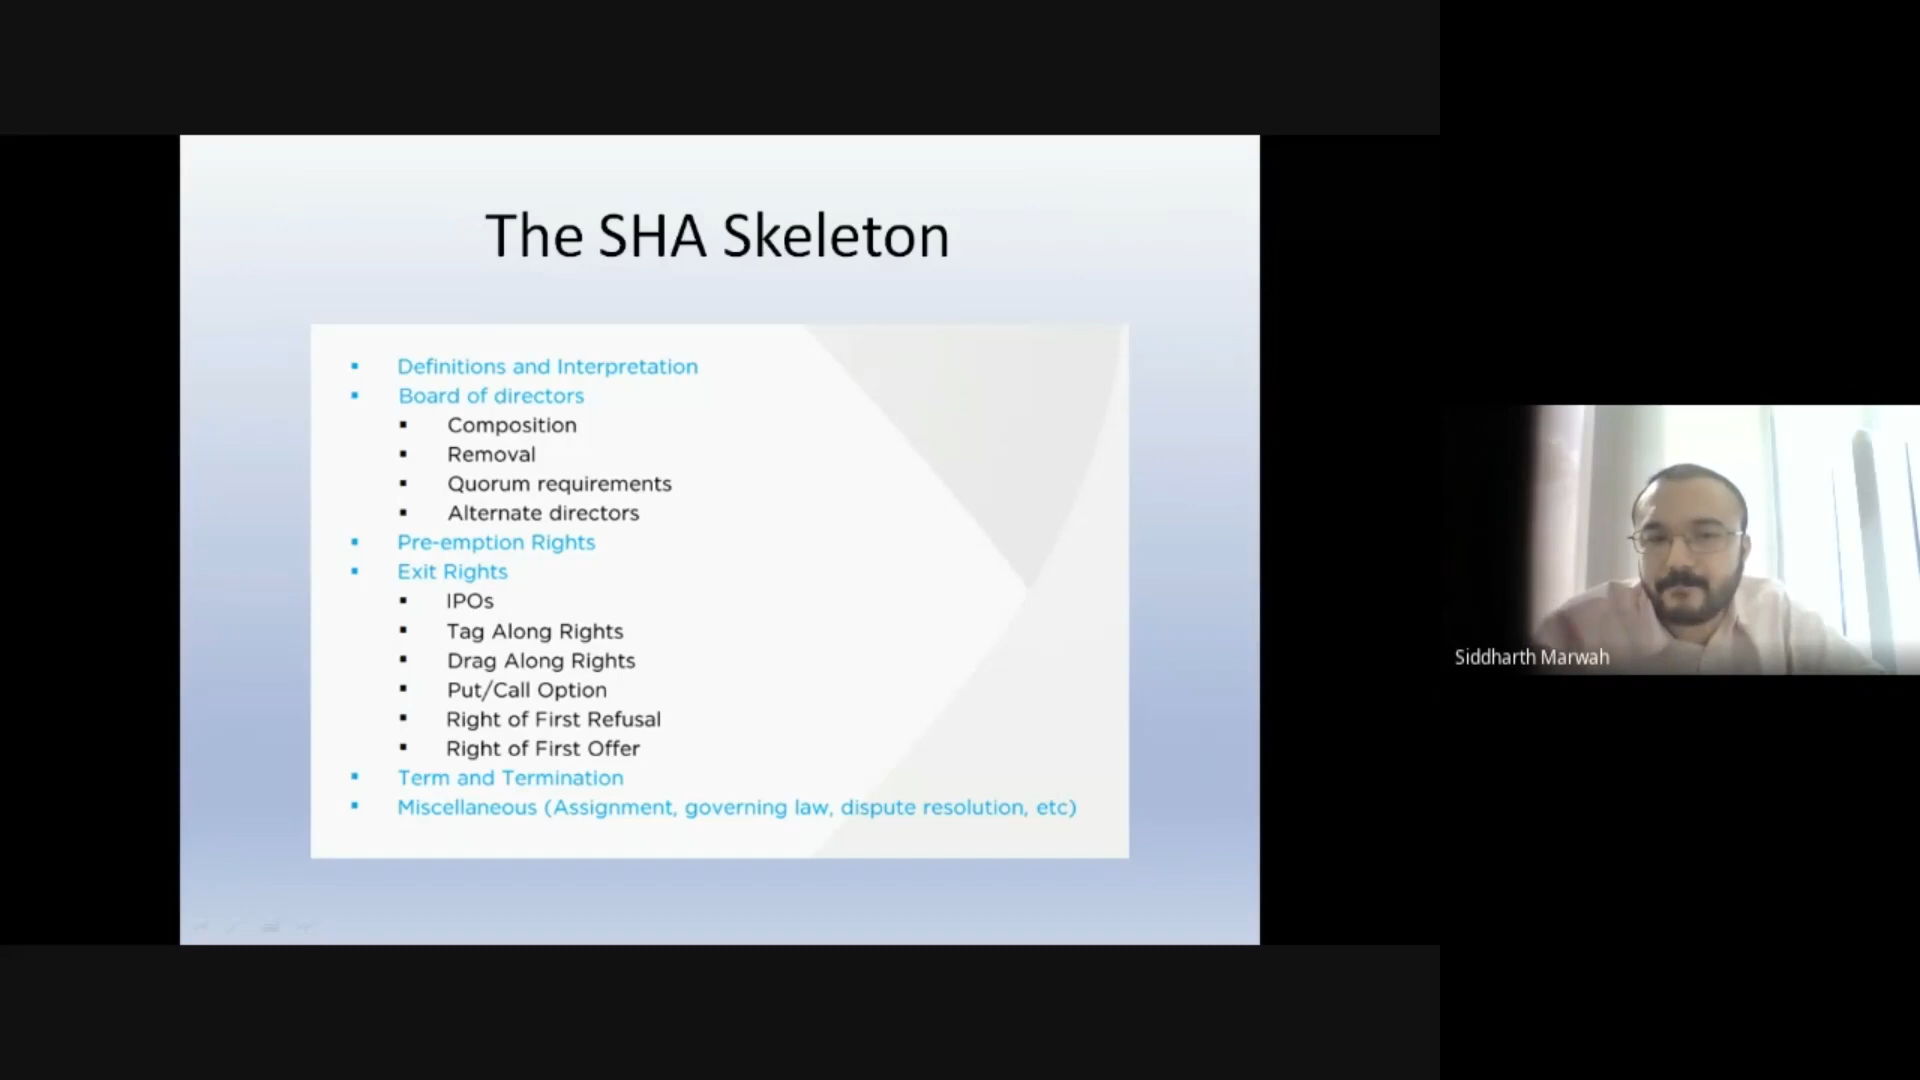 The SHA Skeleton
▪ Definitions and Interpretation
▪ Board of directors
▪ Composition
▪ Removal
▪ Quorum requirements
▪ Alternate directors
▪ Pre-emption Rights
▪ Exit Rights
▪ IPOs
▪ Tag Along Rights
▪ Drag Along Rights
▪ Put/Call Option
▪ Right of First Refusal
▪ Right of First Offer
▪ Term and Termination
▪ Miscellaneous (Assignment, governing law, dispute resolution, etc)
Siddharth Marwah